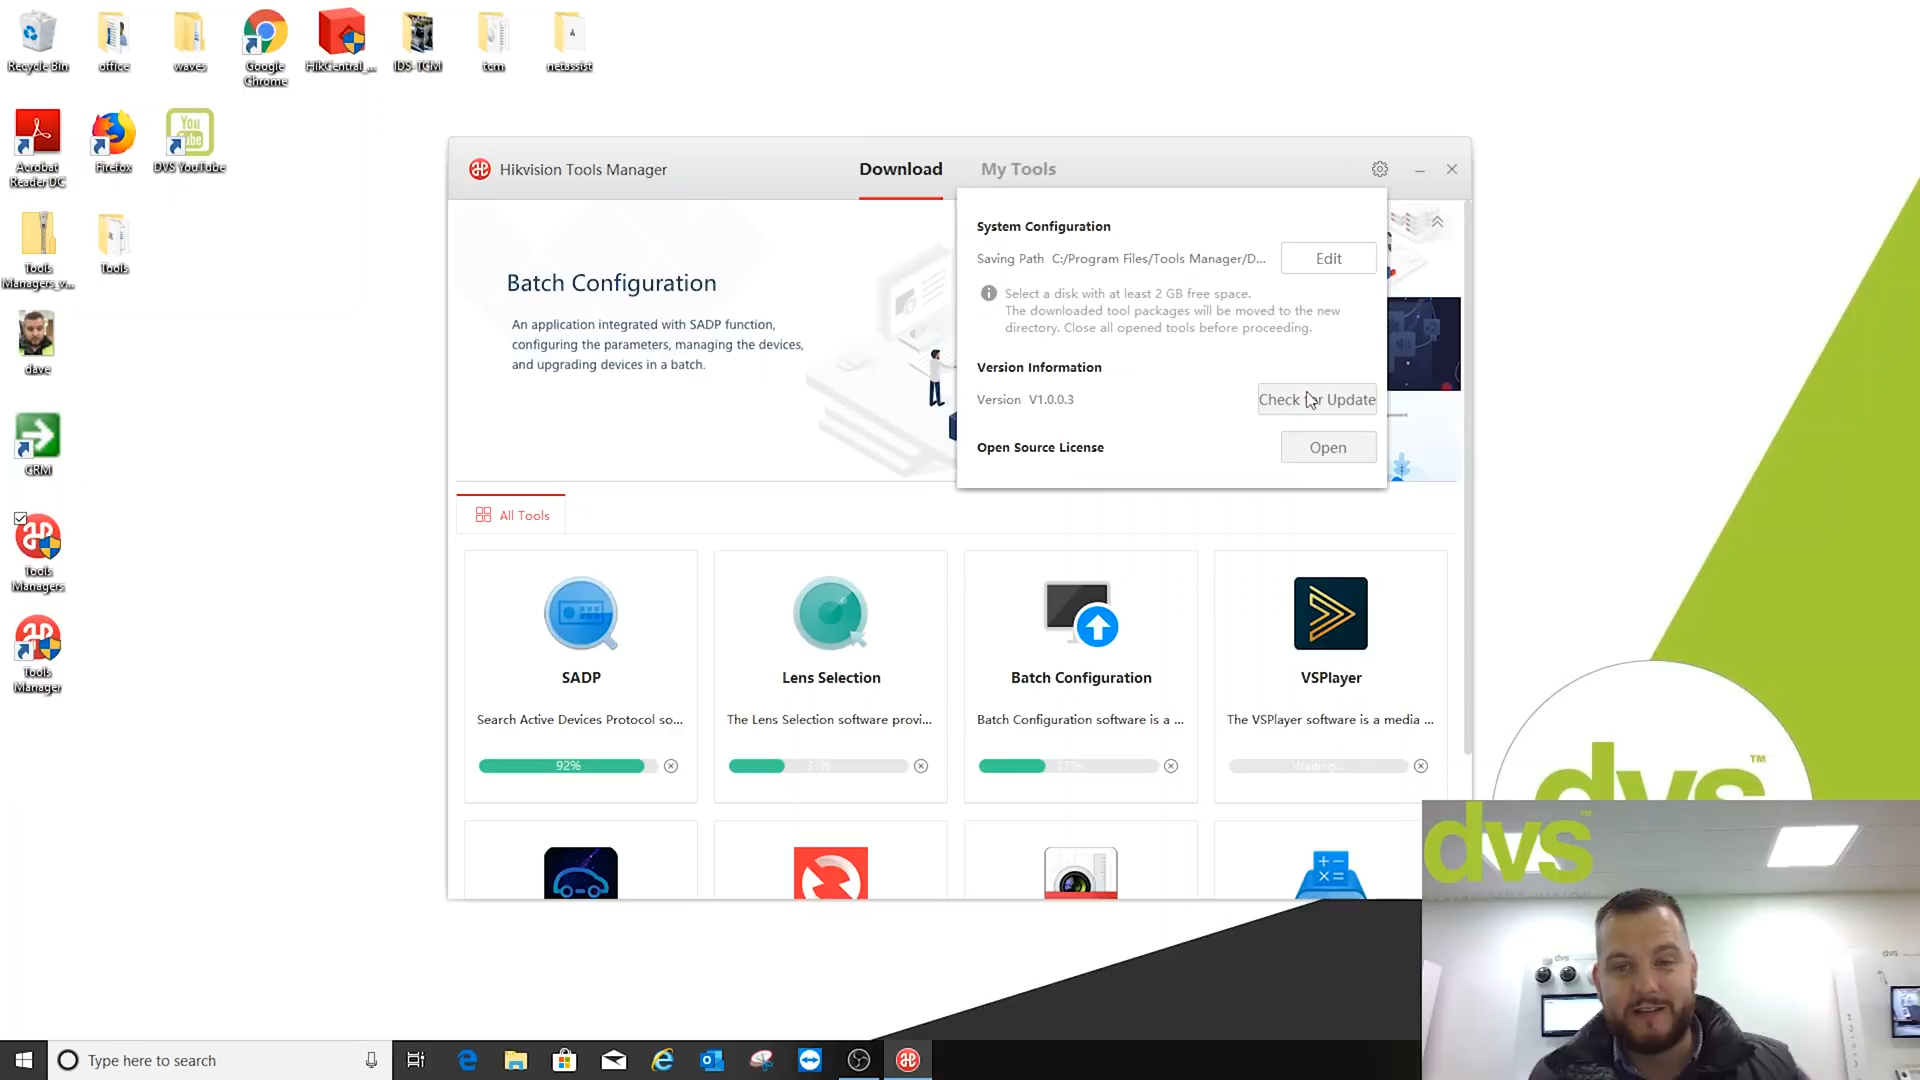 Recycle Bin
office
waves
Google
Chrome
HikCentral_...
IDS-TCM
tcm
netassist
Acrobat
Reader DC
Firefox
You
Tube
DVS YouTube
Tools
Managers_v...
Tools
dave
CRM
Tools
Managers
Tools
Manager
Hikvision Tools Manager
Download
My Tools
System Configuration
Saving Path C:/Program Files/Tools Manager/D...
Edit
Select a disk with at least 2 GB free space.
The downloaded tool packages will be moved to the new
directory. Close all opened tools before proceeding.
Version Information
Version V1.0.0.3
Check for Update
Open Source License
Open
Batch Configuration
An application integrated with SADP function,
configuring the parameters, managing the devices,
and upgrading devices in a batch.
All Tools
SADP
Search Active Devices Protocol so...
92%
Lens Selection
The Lens Selection software provi...
Batch Configuration
Batch Configuration software is a ...
37%
VSPlayer
The VSPlayer software is a media ...
Waiting...
dvs™
dvs™
dvs
dvs
Type here to search